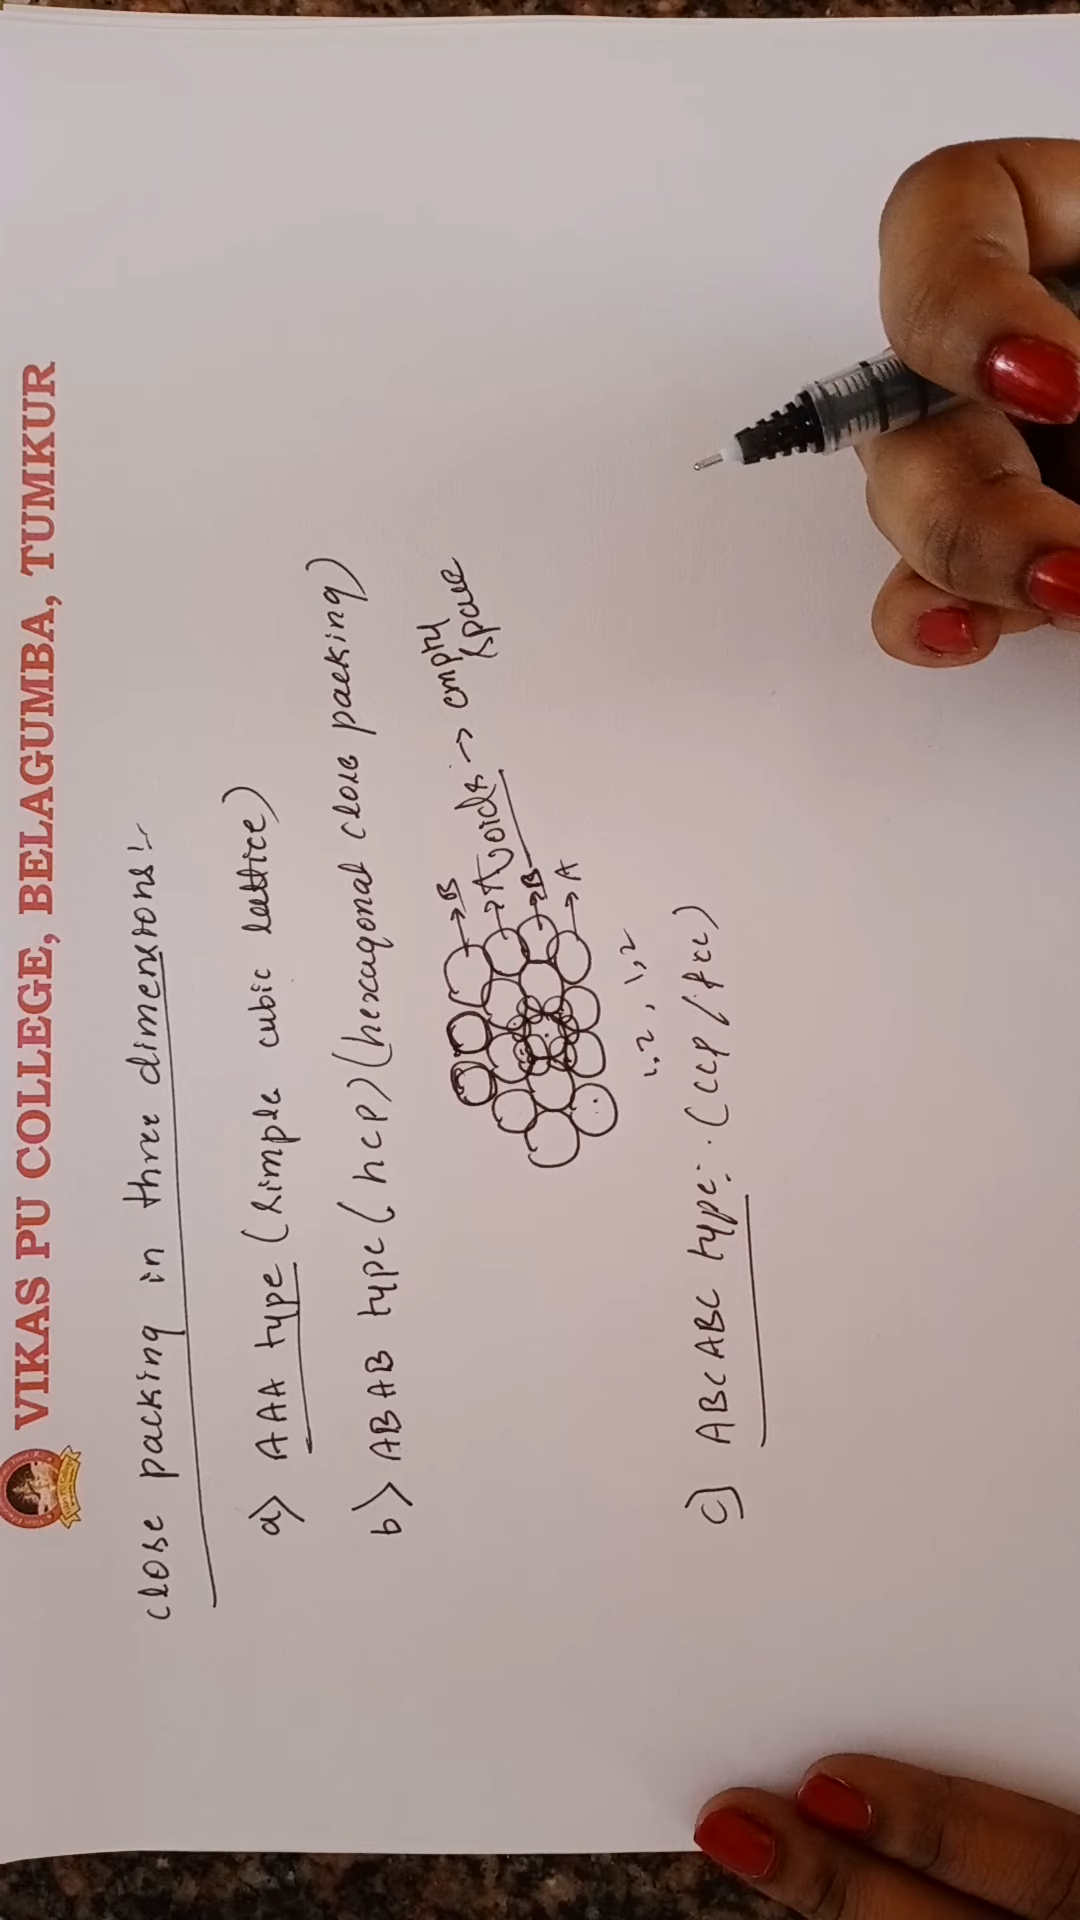 VIKAS PU COLLEGE, BELAGUMBA, TUMKUR
close packing in three dimensions:-
a) AAA type (simple cubic lattice)
b) ABAB type (hcp) (hexagonal close packing)
→B
→A voids → empty space
→B
→A
1,2, 1,2
c) ABCABC type:- (ccp/fcc)